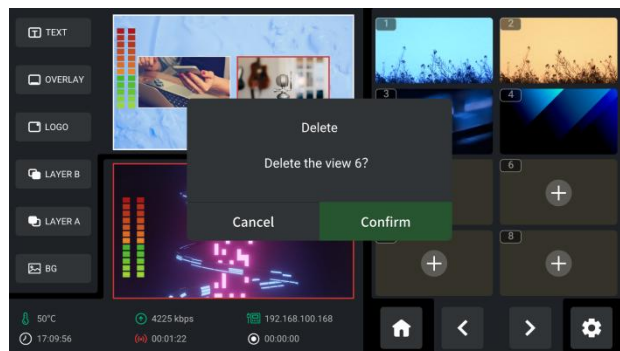 TEXT
OVERLAY
LOGO
LAYER B
LAYER A
BG
1
2
3
4
6
8
Delete
Delete the view 6?
Cancel
Confirm
50°C
4225 kbps
192.168.100.168
17:09:56
00:01:22
00:00:00